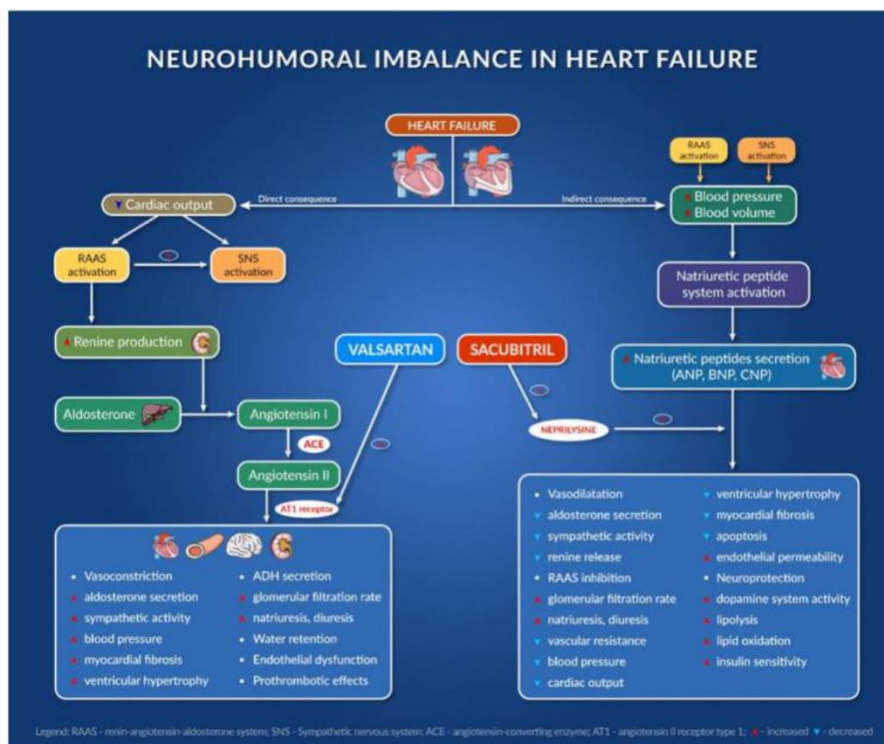 NEUROHUMORAL IMBALANCE IN HEART FAILURE
HEART FAILURE
RAAS
activation
SNS
activation
Direct consequence
Indirect consequence
Cardiac output
Blood pressure
Blood volume
RAAS
activation
SNS
activation
Natriuretic peptide
system activation
Renine production
VALSARTAN
SACUBITRIL
Natriuretic peptides secretion
(ANP, BNP, CNP)
Aldosterone
Angiotensin I
NEPRILYSINE
ACE
Angiotensin II
AT1 receptor
• Vasoconstriction
▲ aldosterone secretion
▲ sympathetic activity
▲ blood pressure
▲ myocardial fibrosis
▲ ventricular hypertrophy
• ADH secretion
▲ glomerular filtration rate
▲ natriuresis, diuresis
• Water retention
• Endothelial dysfunction
• Prothrombotic effects
• Vasodilatation
▼ aldosterone secretion
▼ sympathetic activity
▼ renine release
• RAAS inhibition
▲ glomerular filtration rate
▲ natriuresis, diuresis
▼ vascular resistance
▼ blood pressure
▼ cardiac output
▼ ventricular hypertrophy
▼ myocardial fibrosis
▼ apoptosis
▲ endothelial permeability
• Neuroprotection
▲ dopamine system activity
▲ lipolysis
▲ lipid oxidation
▲ insulin sensitivity
Legend: RAAS - renin-angiotensin-aldosterone system; SNS - Sympathetic nervous system; ACE - angiotensin-converting enzyme; AT1 - angiotensin II receptor type 1; ▲ - increased ▼ - decreased